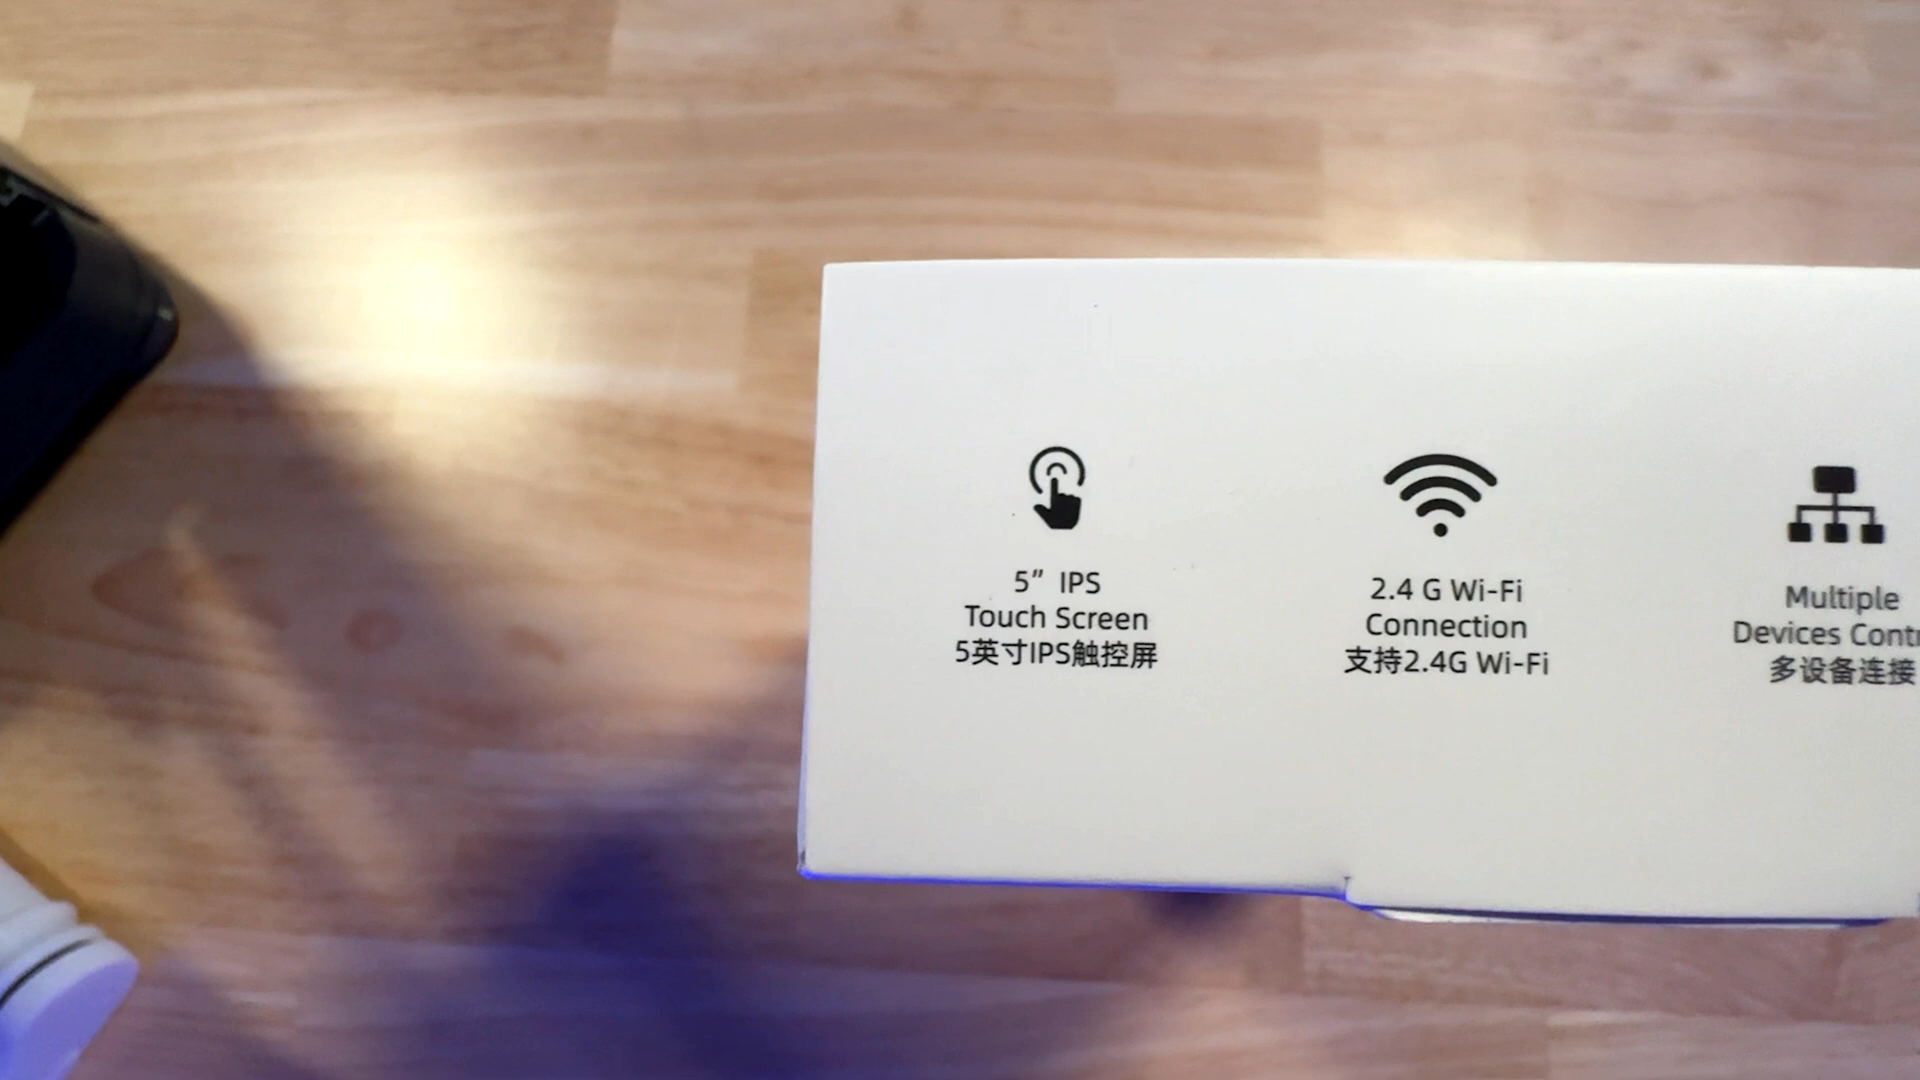 5” IPS
Touch Screen
5英寸IPS触控屏
2.4 G Wi-Fi
Connection
支持2.4G Wi-Fi
Multiple
Devices
多设备连接